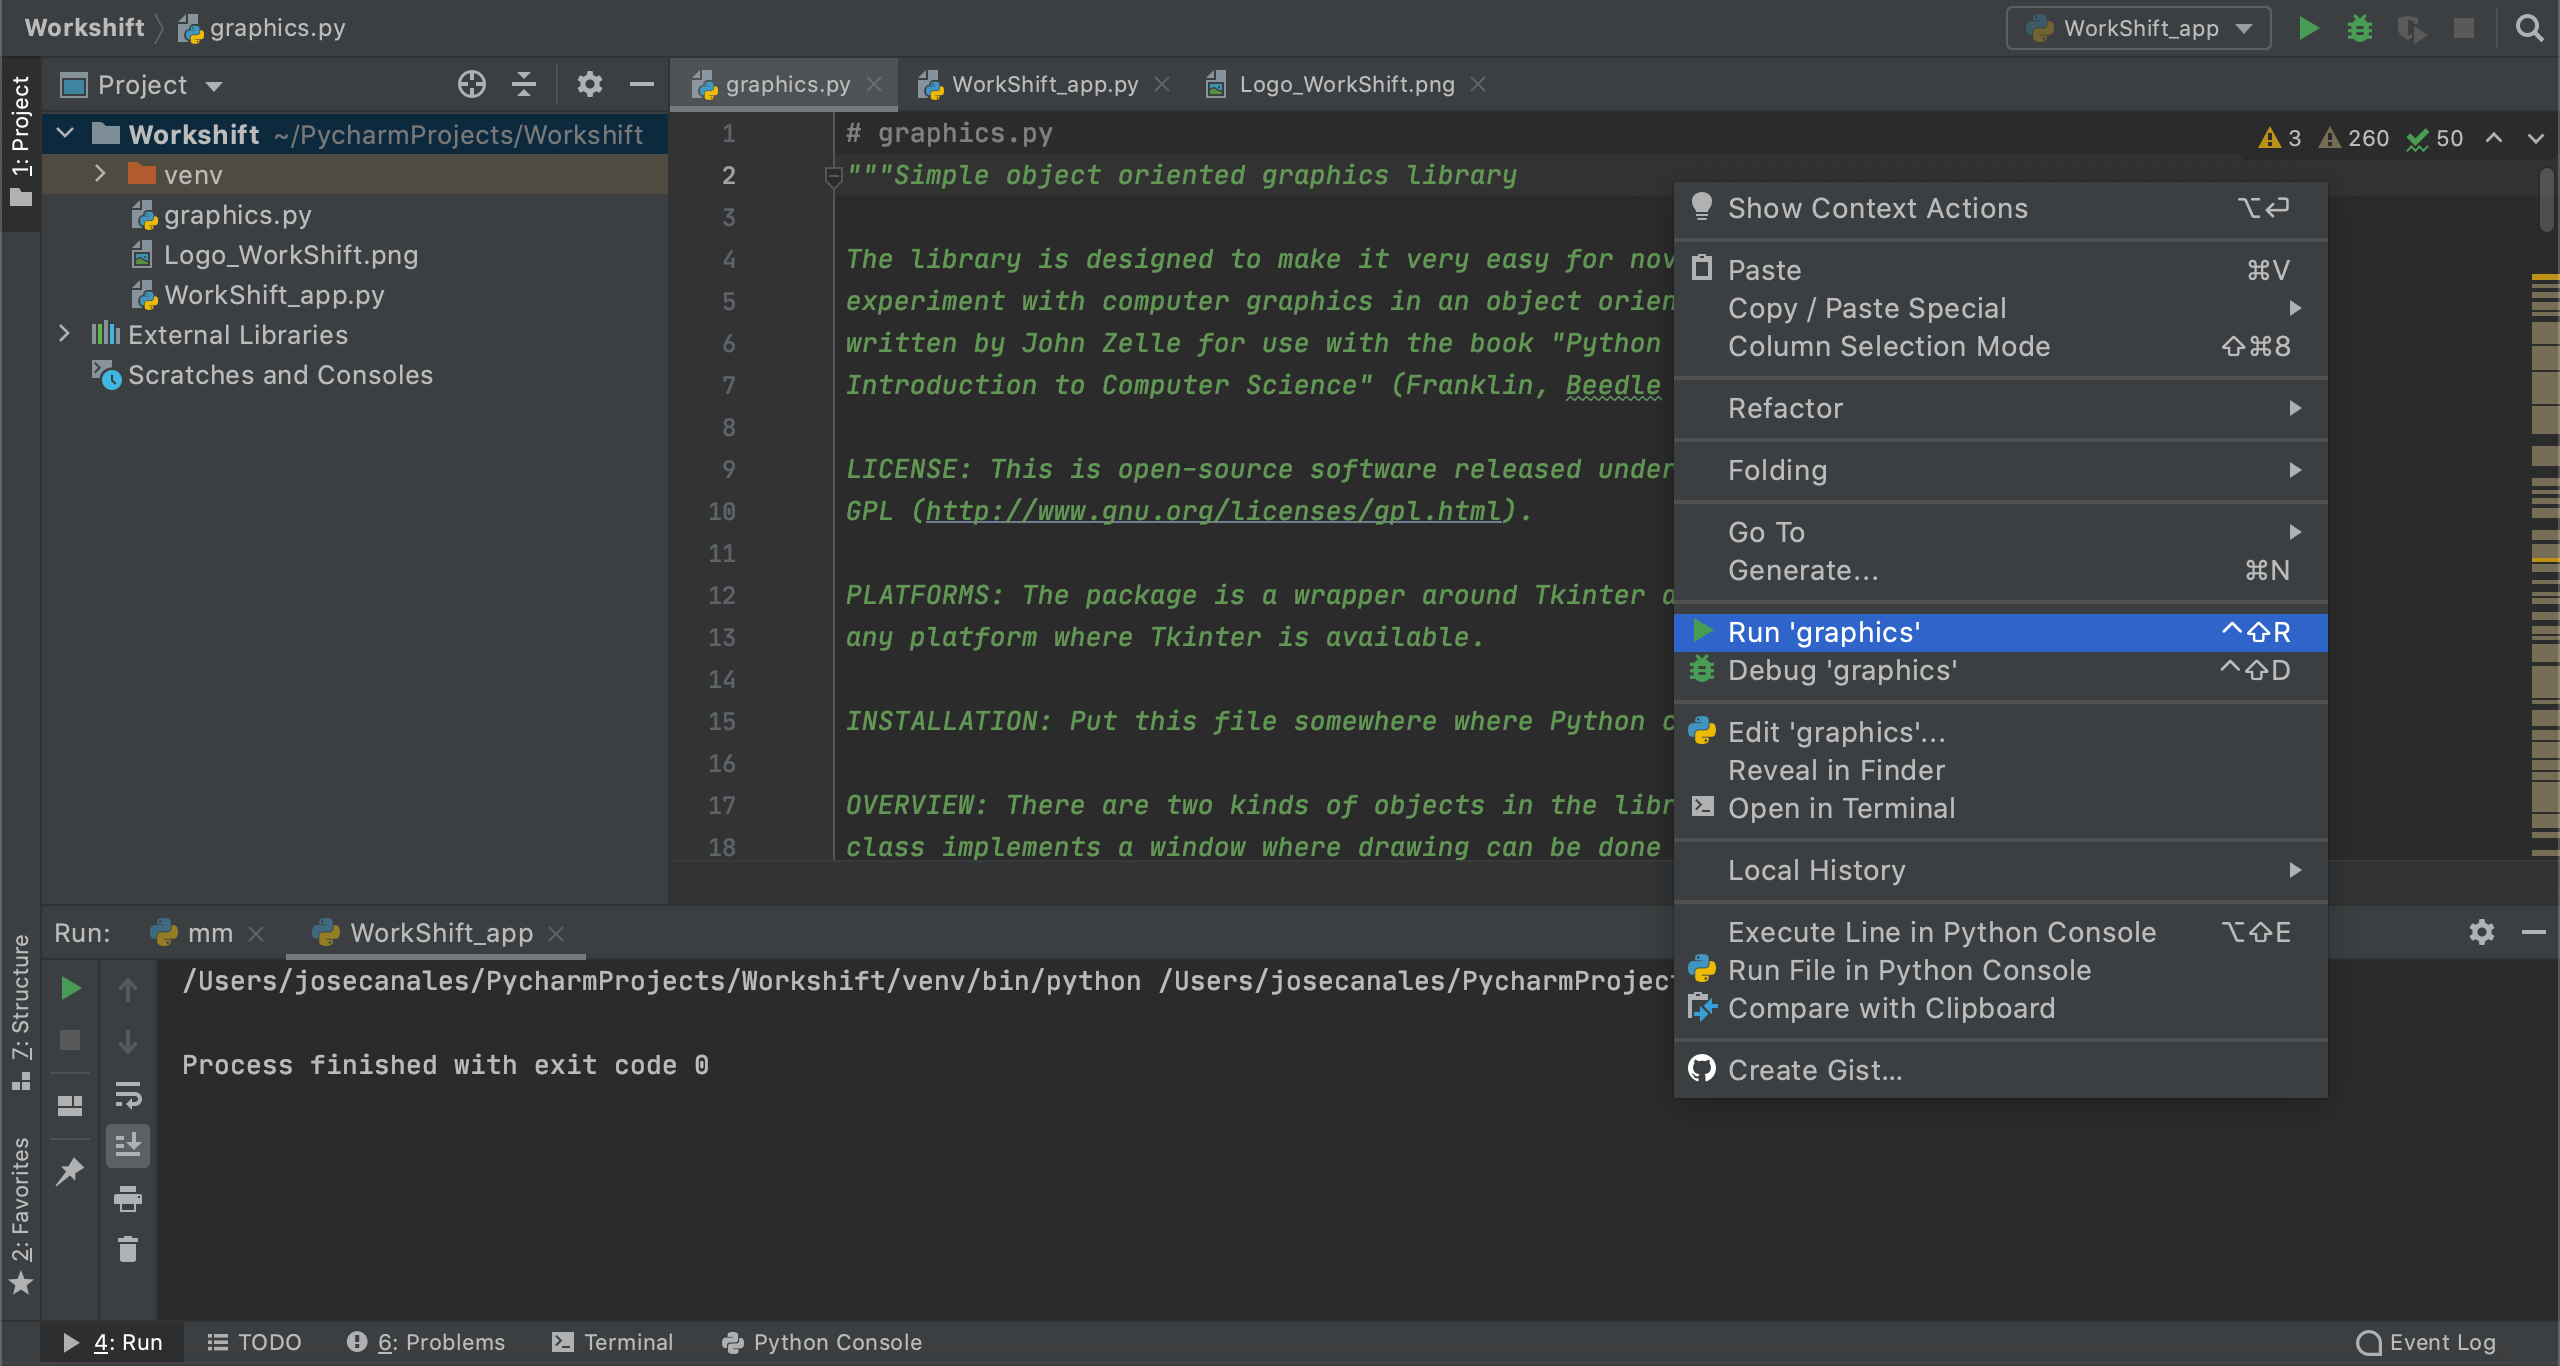 Workshift
graphics.py
WorkShift_app
1: Project
Project
graphics.py
WorkShift_app.py
Logo_WorkShift.png
Workshift ~/PycharmProjects/Workshift
venv
graphics.py
Logo_WorkShift.png
WorkShift_app.py
External Libraries
Scratches and Consoles
3 260 50
1 # graphics.py
2 """Simple object oriented graphics library
3
4 The library is designed to make it very easy for nov
5 experiment with computer graphics in an object orien
6 written by John Zelle for use with the book "Python
7 Introduction to Computer Science" (Franklin, Beedle
8
9 LICENSE: This is open-source software released under
10 GPL (http://www.gnu.org/licenses/gpl.html).
11
12 PLATFORMS: The package is a wrapper around Tkinter
13 any platform where Tkinter is available.
14
15 INSTALLATION: Put this file somewhere where Python c
16
17 OVERVIEW: There are two kinds of objects in the libr
18 class implements a window where drawing can be done
Show Context Actions ⌥⏎
Paste ⌘V
Copy / Paste Special
Column Selection Mode ⇧⌘8
Refactor
Folding
Go To
Generate... ⌘N
Run 'graphics' ^⇧R
Debug 'graphics' ^⇧D
Edit 'graphics'...
Reveal in Finder
Open in Terminal
Local History
Execute Line in Python Console ⌥⇧E
Run File in Python Console
Compare with Clipboard
Create Gist...
Run: mm WorkShift_app
/Users/josecanales/PycharmProjects/Workshift/venv/bin/python /Users/josecanales/PycharmProject
Process finished with exit code 0
7: Structure
2: Favorites
4: Run
TODO
6: Problems
Terminal
Python Console
Event Log